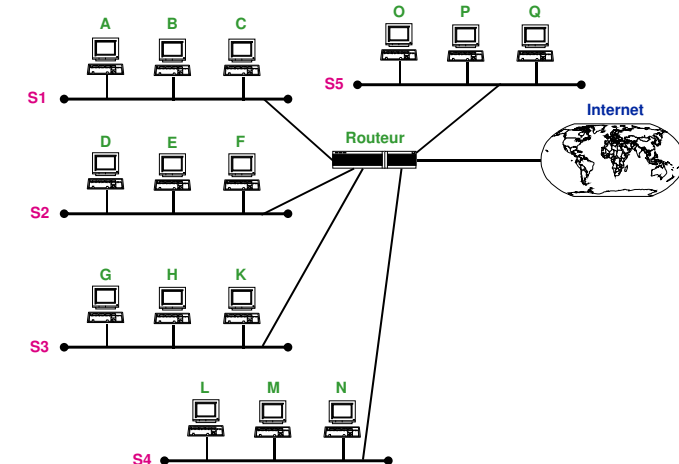 O P Q
A B C
S5
S1
Internet
Routeur
D E F
S2
G H K
S3
L M N
S4